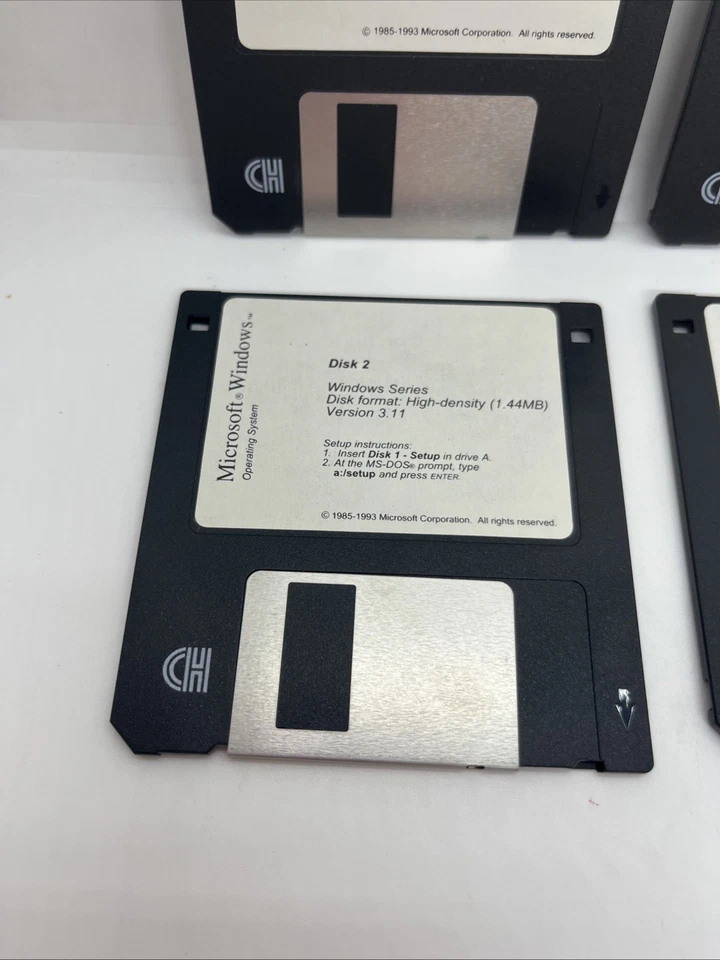 © 1985-1993 Microsoft Corporation. All rights reserved.
Microsoft® Windows™
Operating System
Disk 2
Windows Series
Disk format: High-density (1.44MB)
Version 3.11
Setup instructions:
1. Insert Disk 1 - Setup in drive A.
2. At the MS-DOS® prompt, type
a:/setup and press ENTER.
© 1985-1993 Microsoft Corporation. All rights reserved.